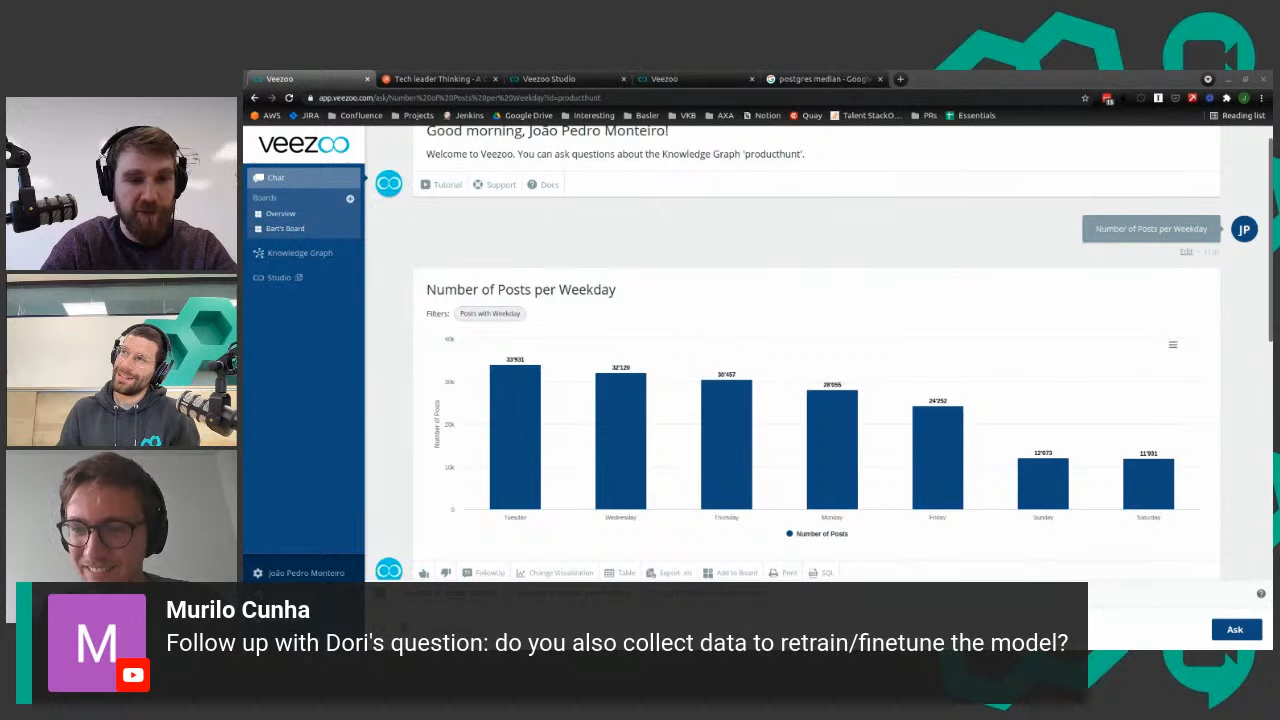 Veezoo
Tech leader Thinking - A
Veezoo Studio
Veezoo
postgres median - Google
app.veezoo.com/ask/Number%20of%20Posts%20per%20Weekday?id=producthunt
AWS
JIRA
Confluence
Projects
Jenkins
Google Drive
Interesting
Basler
VKB
AXA
Notion
Quay
Talent StackO...
PRs
Essentials
Reading list
veezoo
Good morning, João Pedro Monteiro!
Welcome to Veezoo. You can ask questions about the Knowledge Graph 'producthunt'.
Chat
Tutorial
Support
Docs
Boards
Overview
Bart's Board
Knowledge Graph
Studio
Number of Posts per Weekday
JP
Edit
Number of Posts per Weekday
Filters: Posts with Weekday
40k
30k
20k
10k
0
Number of Posts
33'931
32'129
30'457
28'055
24'252
12'073
11'931
Tuesday
Wednesday
Thursday
Monday
Friday
Sunday
Saturday
Number of Posts
FollowUp
Change Visualization
Table
Export .xls
Add to Board
Print
SQL
João Pedro Monteiro
Ask
M
Murilo Cunha
Follow up with Dori's question: do you also collect data to retrain/finetune the model?